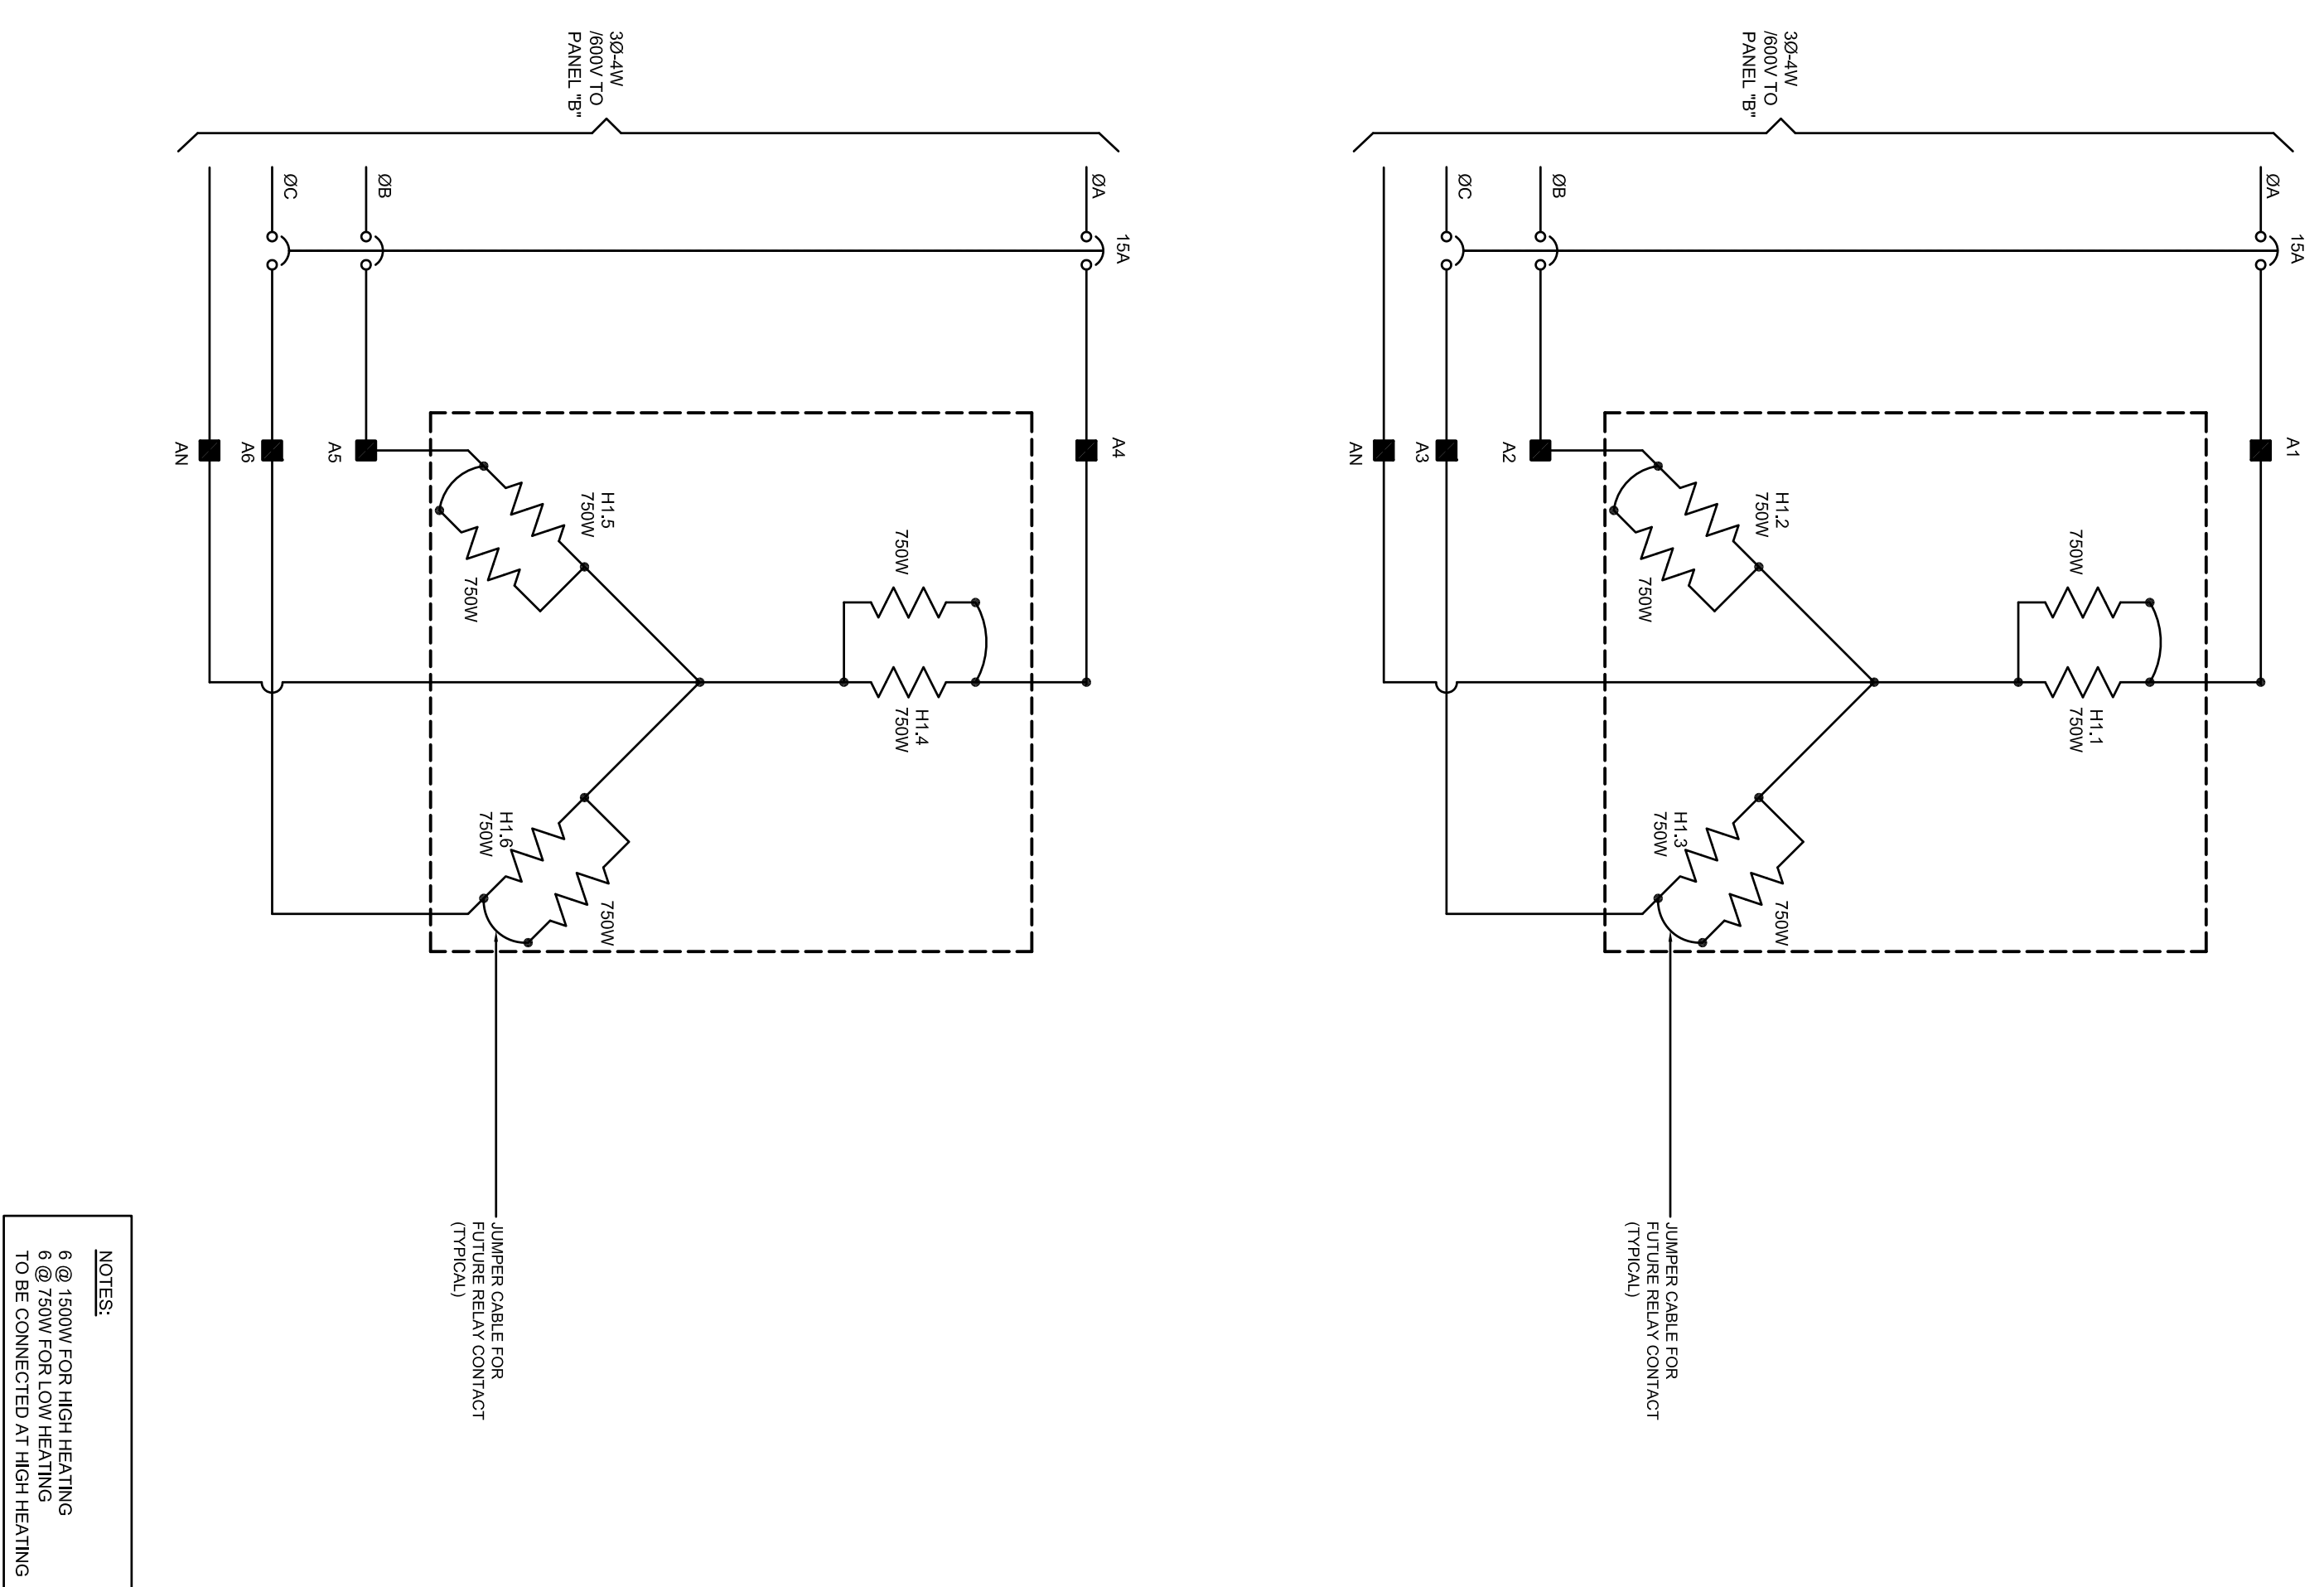 3Ø-4W
/600V TO
PANEL "B"
ØA
15A
ØB
ØC
A1
A2
A3
AN
750W
H1.1
750W
H1.2
750W
750W
H1.3
750W
750W
JUMPER CABLE FOR
FUTURE RELAY CONTACT
(TYPICAL)
3Ø-4W
/600V TO
PANEL "B"
ØA
15A
ØB
ØC
A4
A5
A6
AN
750W
H1.4
750W
H1.5
750W
750W
H1.6
750W
750W
JUMPER CABLE FOR
FUTURE RELAY CONTACT
(TYPICAL)
NOTES:
6 @ 1500W FOR HIGH HEATING
6 @ 750W FOR LOW HEATING
TO BE CONNECTED AT HIGH HEATING